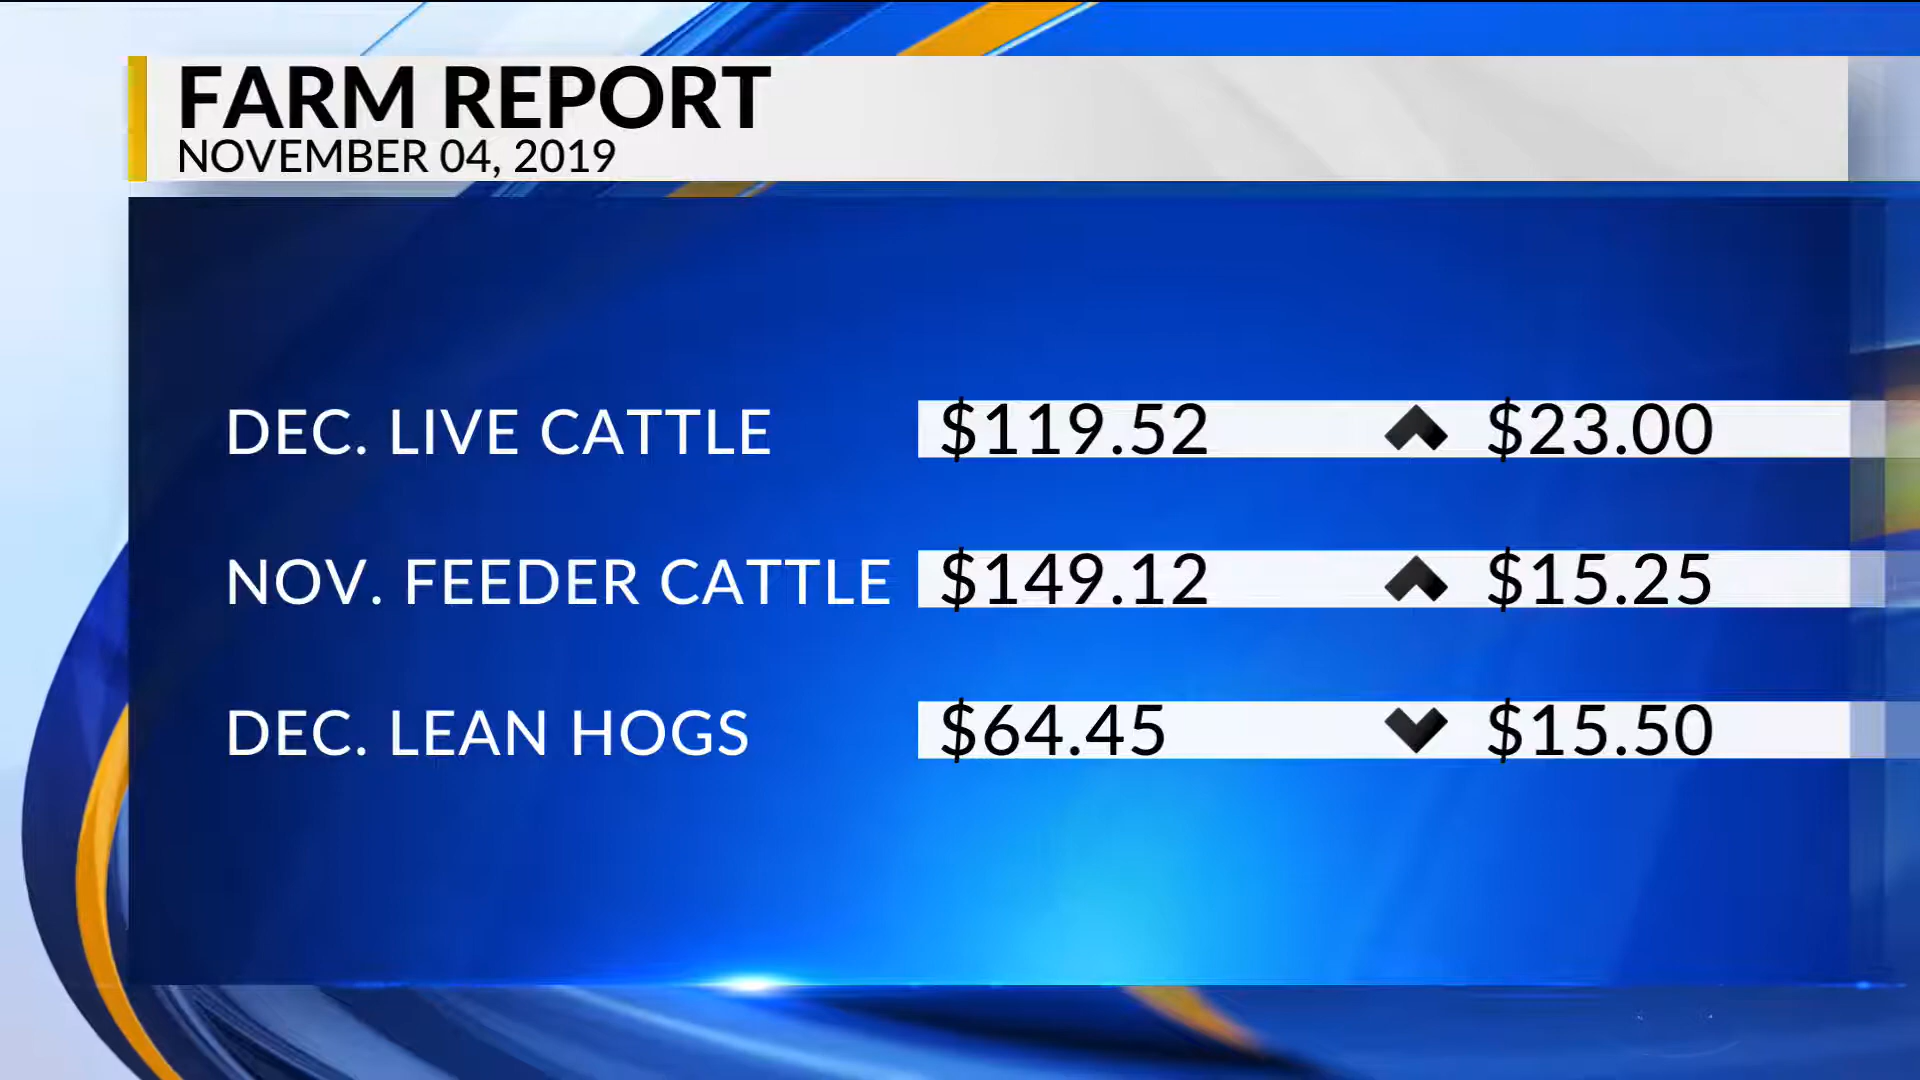 FARM REPORT
NOVEMBER 04, 2019
DEC. LIVE CATTLE $119.52 $23.00
NOV. FEEDER CATTLE $149.12 $15.25
DEC. LEAN HOGS $64.45 $15.50